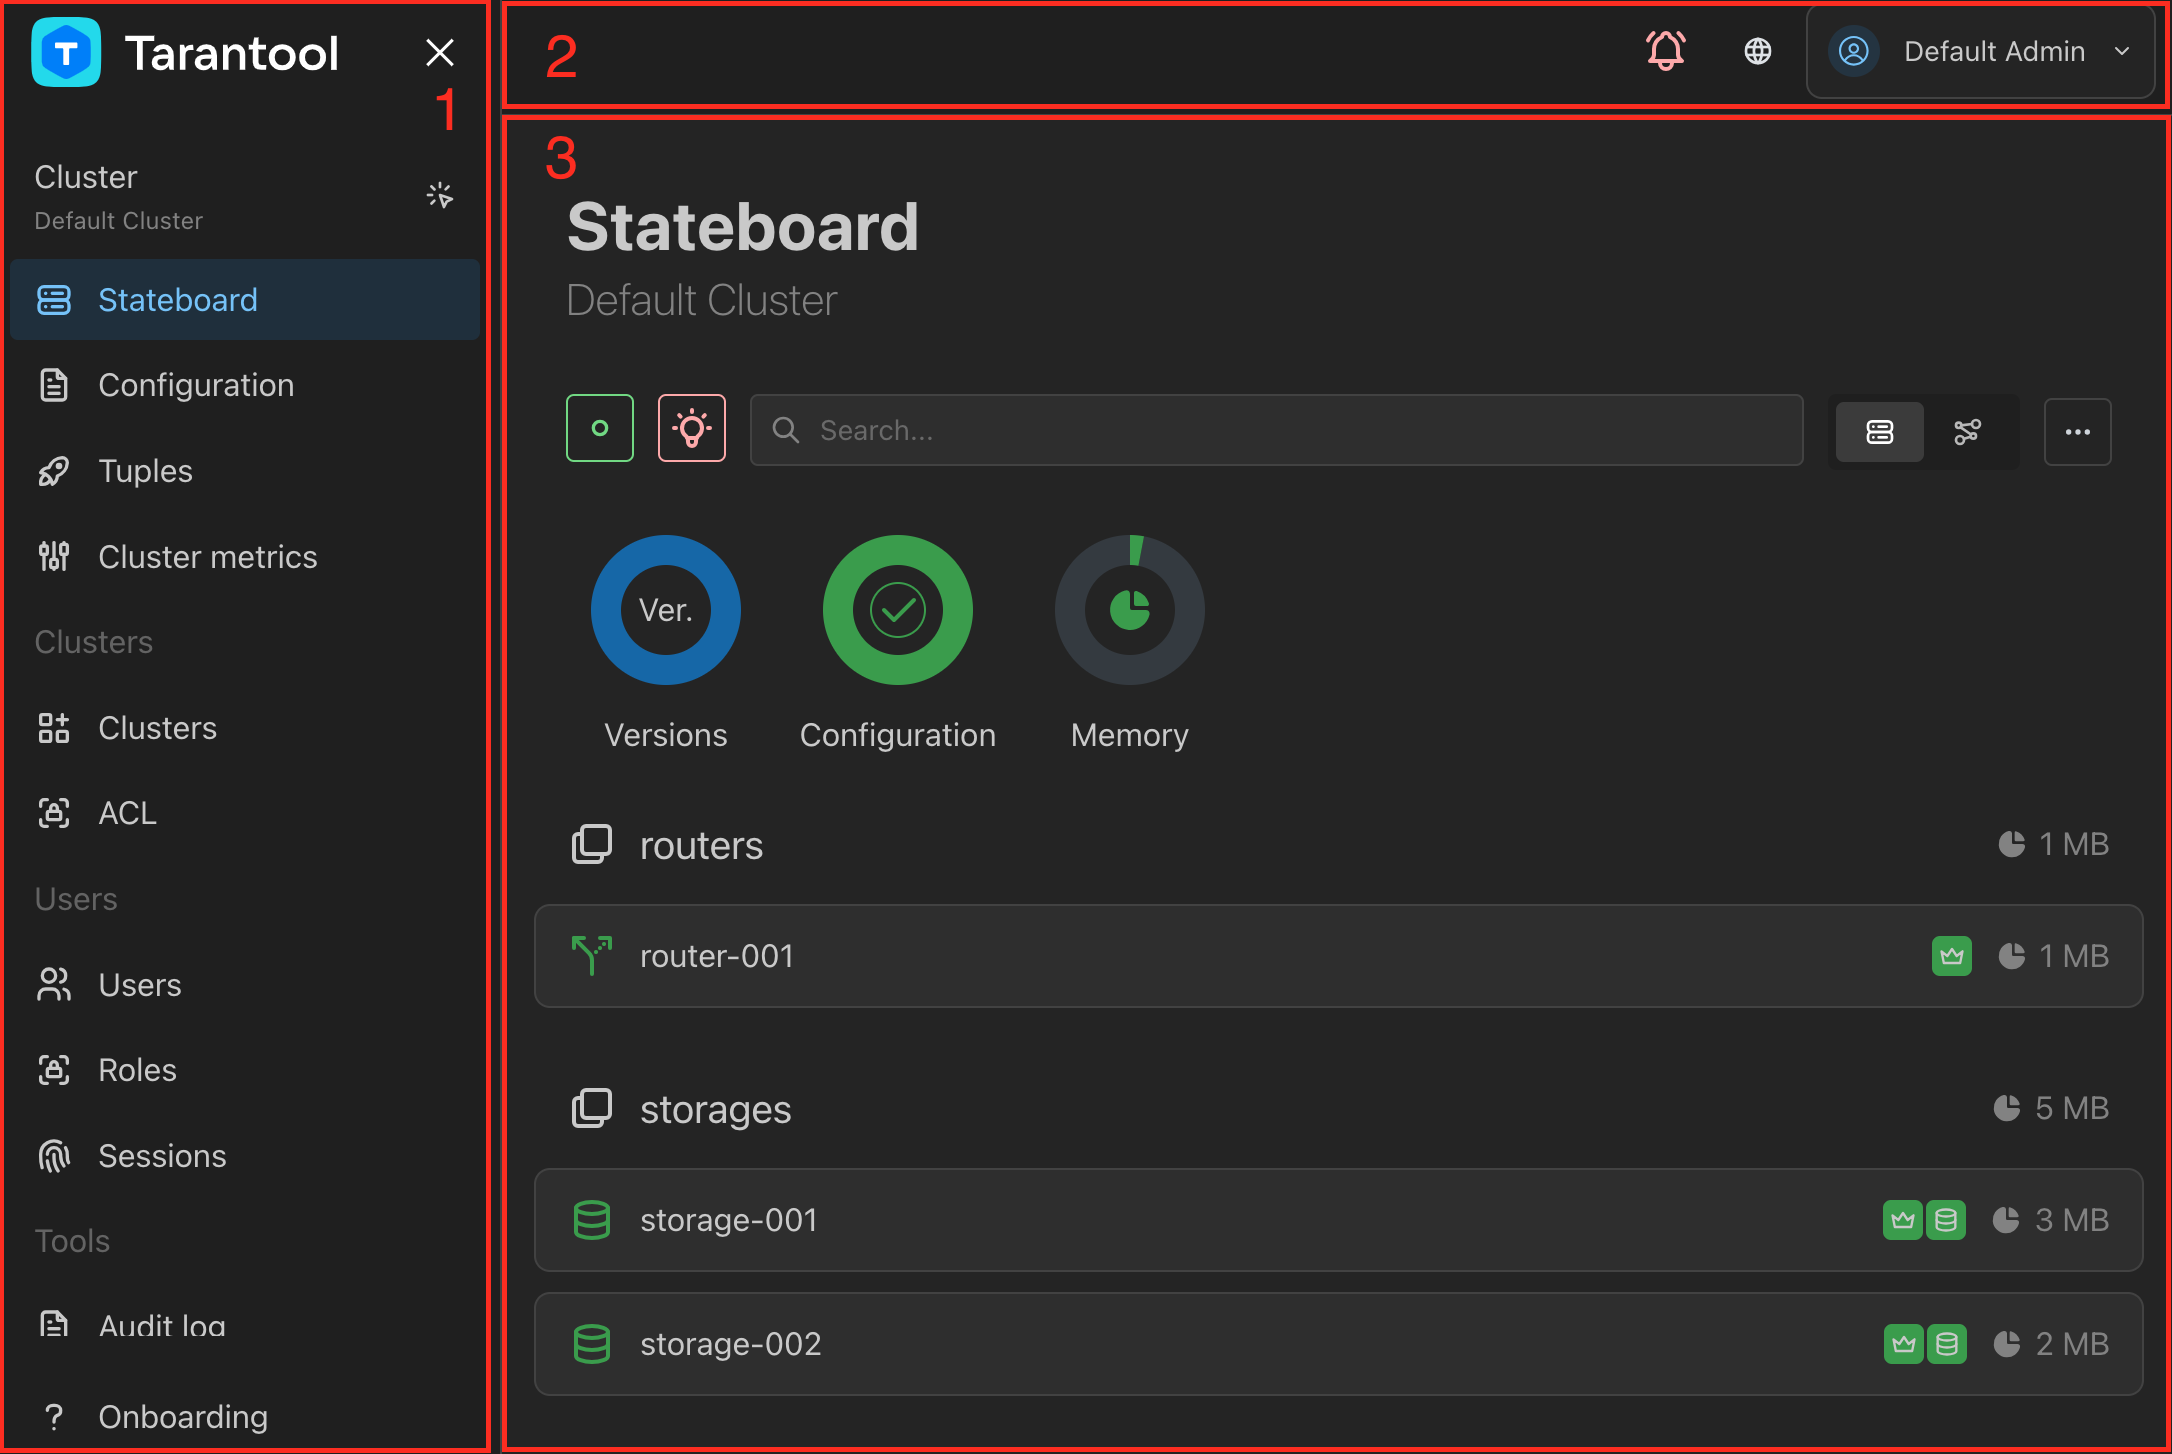 Tarantool
1
Cluster
Default Cluster
Stateboard
Configuration
Tuples
Cluster metrics
Clusters
Clusters
ACL
Users
Users
Roles
Sessions
Tools
Audit log
Onboarding
2
Default Admin
3
Stateboard
Default Cluster
Search...
Ver.
Versions
Configuration
Memory
routers
1 MB
router-001
1 MB
storages
5 MB
storage-001
3 MB
storage-002
2 MB